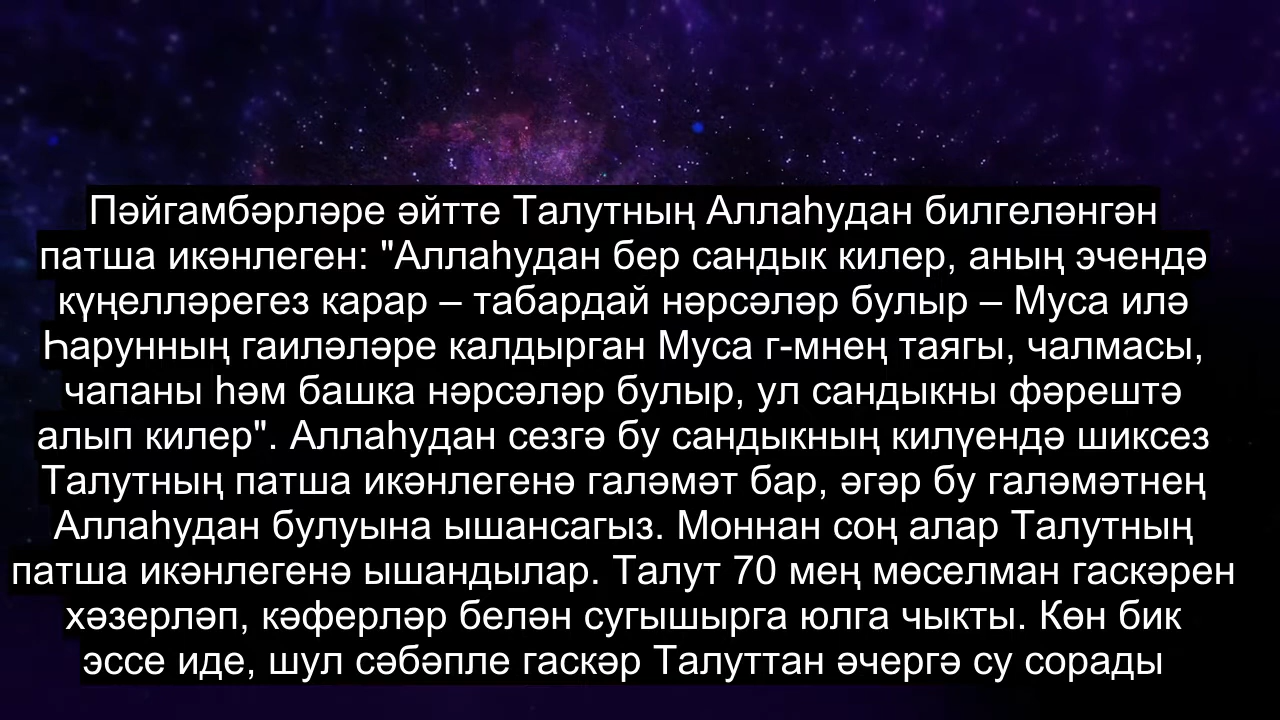 Пәйгамбәрләре әйтте Талутның Аллаһудан билгеләнгән
патша икәнлеген: "Аллаһудан бер сандык килер, аның эчендә
күңелләрегез карар – табардай нәрсәләр булыр – Муса илә
Һарунның гаиләләре калдырган Муса г-мнең таягы, чалмасы,
чапаны һәм башка нәрсәләр булыр, ул сандыкны фәрештә
алып килер". Аллаһудан сезгә бу сандыкның килүендә шиксез
Талутның патша икәнлегенә галәмәт бар, әгәр бу галәмәтнең
Аллаһудан булуына ышансагыз. Моннан соң алар Талутның
патша икәнлегенә ышандылар. Талут 70 мең мөселман гаскәрен
хәзерләп, кәферләр белән сугышырга юлга чыкты. Көн бик
эссе иде, шул сәбәпле гаскәр Талуттан әчергә су сорады